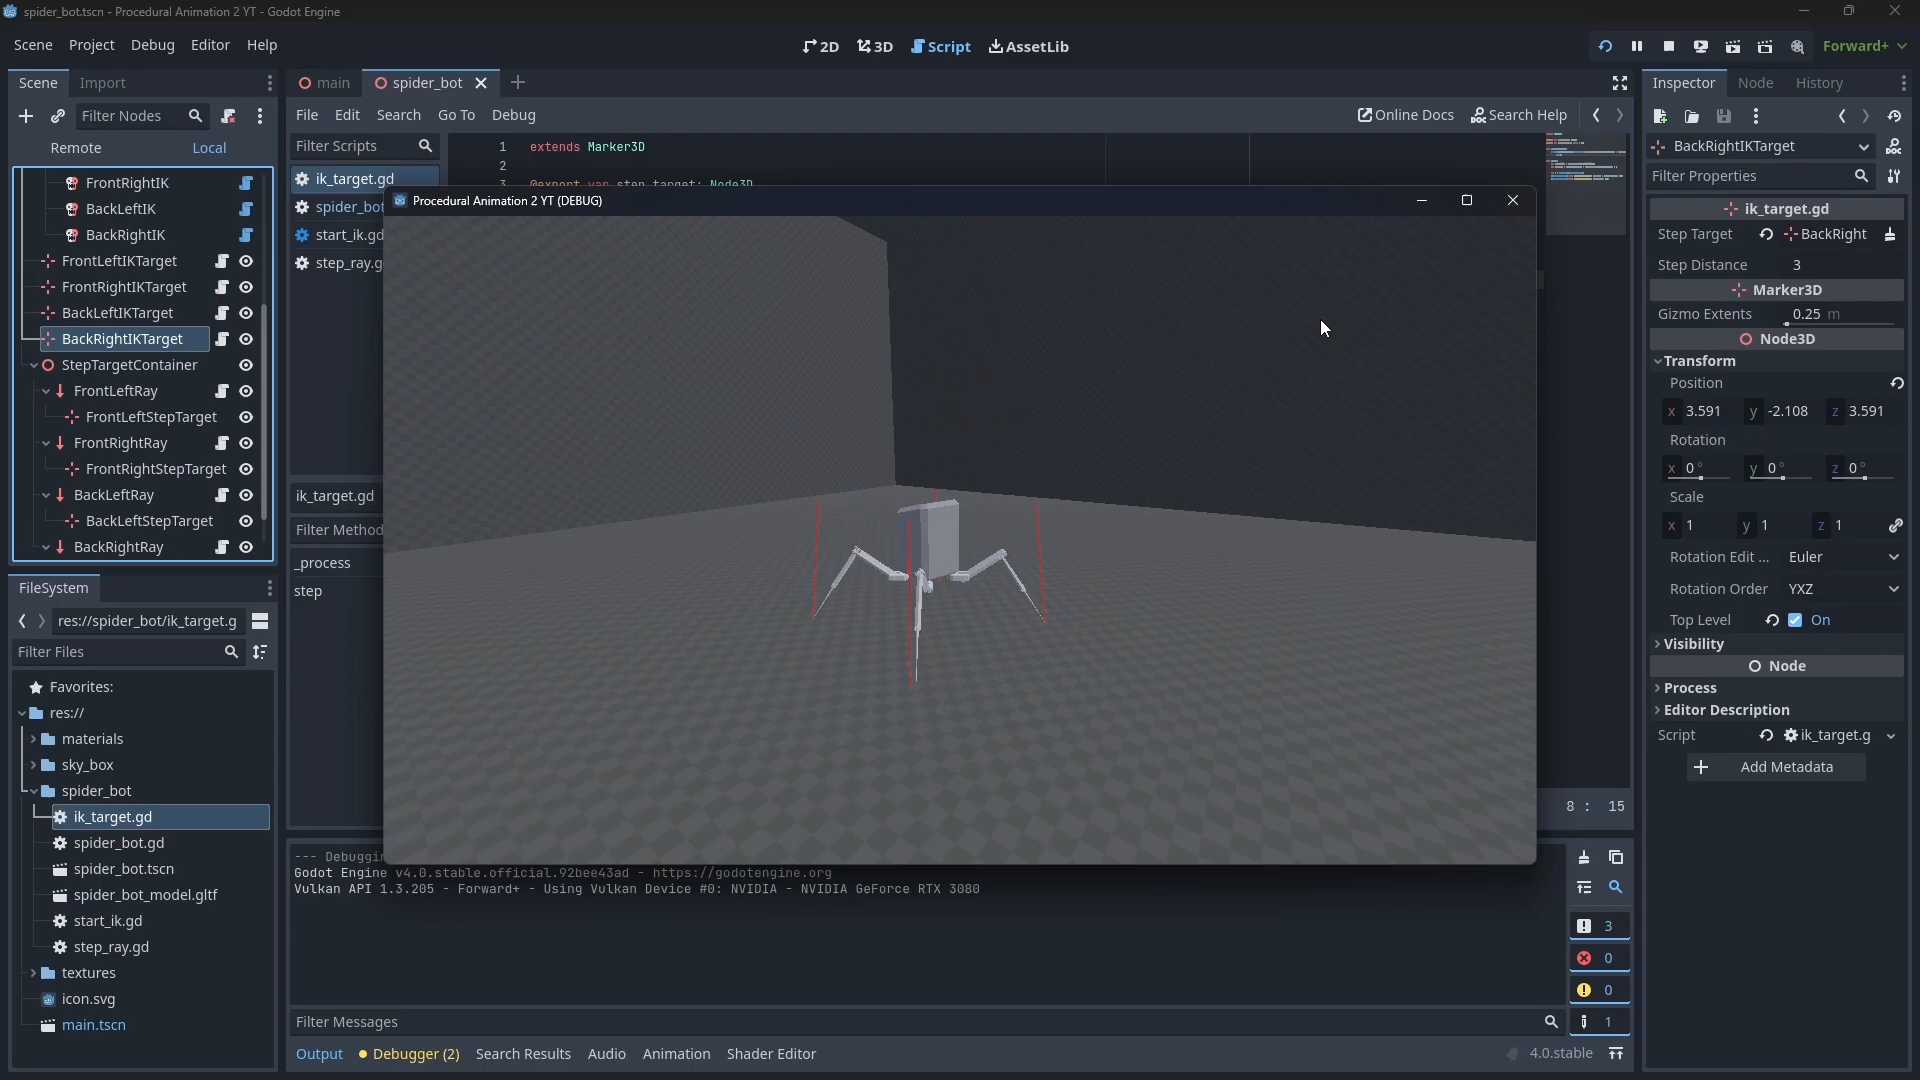 spider_bot.tscn - Procedural Animation 2 YT - Godot Engine
Scene Project Debug Editor Help
2D 3D Script AssetLib
Forward+
Scene Import
Filter Nodes
Remote Local
FrontRightIK
BackLeftIK
BackRightIK
FrontLeftIKTarget
FrontRightIKTarget
BackLeftIKTarget
BackRightIKTarget
StepTargetContainer
FrontLeftRay
FrontLeftStepTarget
FrontRightRay
FrontRightStepTarget
BackLeftRay
BackLeftStepTarget
BackRightRay
FileSystem
res://spider_bot/ik_target.g
Filter Files
Favorites:
res://
materials
sky_box
spider_bot
ik_target.gd
spider_bot.gd
spider_bot.tscn
spider_bot_model.gltf
start_ik.gd
step_ray.gd
textures
icon.svg
main.tscn
main spider_bot
File Edit Search Go To Debug
Online Docs Search Help
Filter Scripts
ik_target.gd
spider_bot
start_ik.gd
step_ray.g
ik_target.gd
Filter Method
_process
step
1 extends Marker3D
2
3 @export var step_target: Node3D
Procedural Animation 2 YT (DEBUG)
8 : 15
--- Debuggin
Godot Engine v4.0.stable.official.92bee43ad - https://godotengine.org
Vulkan API 1.3.205 - Forward+ - Using Vulkan Device #0: NVIDIA - NVIDIA GeForce RTX 3080
3
0
0
1
Filter Messages
Output Debugger (2) Search Results Audio Animation Shader Editor
4.0.stable
Inspector Node History
BackRightIKTarget
Filter Properties
ik_target.gd
Step Target BackRight
Step Distance 3
Marker3D
Gizmo Extents 0.25 m
Node3D
Transform
Position
x 3.591 y -2.108 z 3.591
Rotation
x 0° y 0° z 0°
Scale
x 1 y 1 z 1
Rotation Edit ... Euler
Rotation Order YXZ
Top Level On
Visibility
Node
Process
Editor Description
Script ik_target.g
Add Metadata